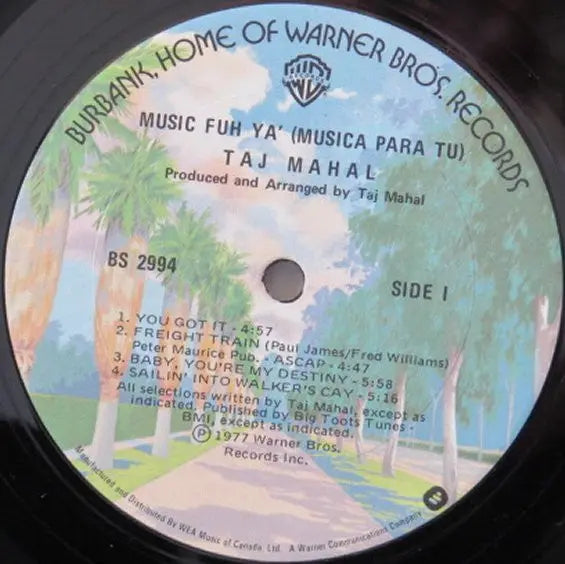 BURBANK, HOME OF WARNER BROS. RECORDS
MUSIC FUH YA' (MUSICA PARA TU)
TAJ MAHAL
Produced and Arranged by Taj Mahal
BS 2994
SIDE I
1. YOU GOT IT - 4:57
2. FREIGHT TRAIN (Paul James/Fred Williams)
Peter Maurice Pub. - ASCAP - 4:47
3. BABY, YOU'RE MY DESTINY - 5:58
4. SAILIN' INTO WALKER'S CAY - 5:16
All selections written by Taj Mahal, except as
indicated. Published by Big Toots Tunes -
BMI, except as indicated.
Ⓟ 1977 Warner Bros.
Records Inc.
Manufactured and Distributed By WEA Music of Canada, Ltd. A Warner Communications Company